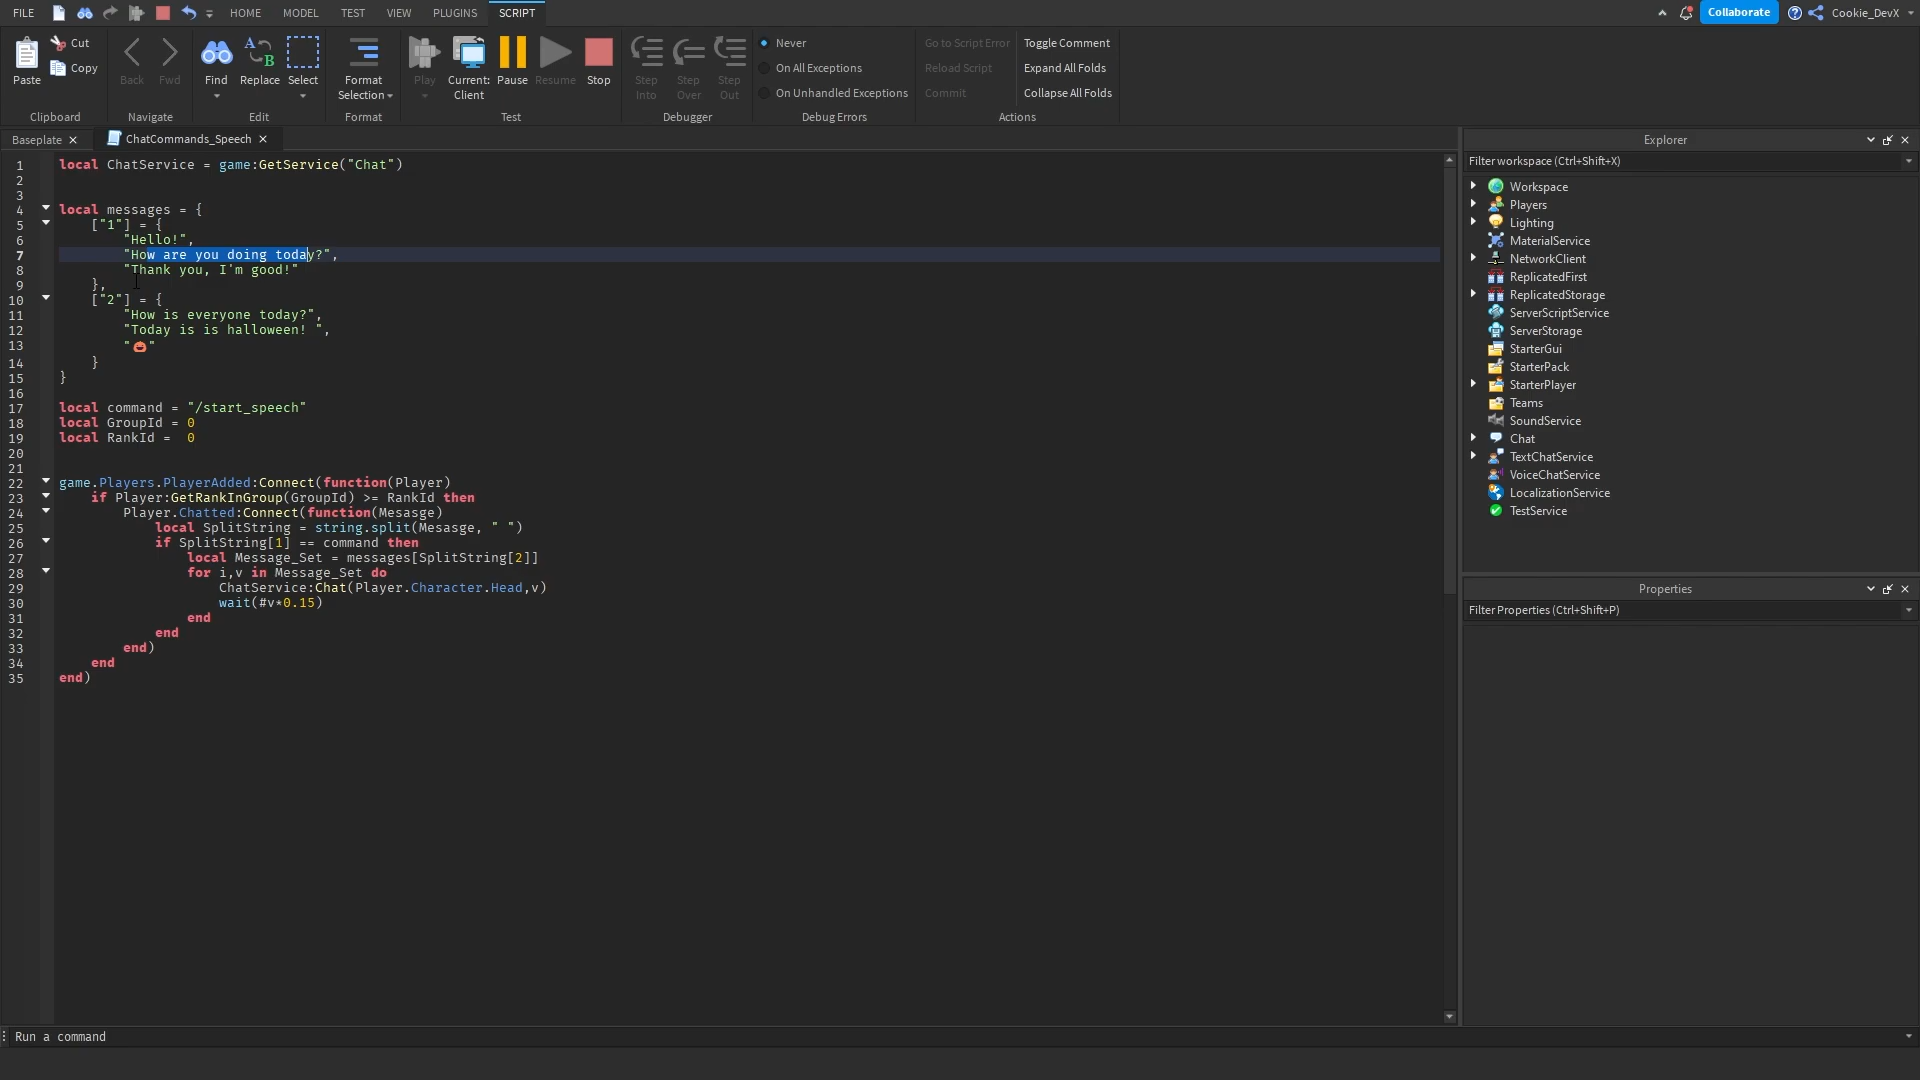 FILE HOME MODEL TEST VIEW PLUGINS SCRIPT Collaborate Cookie_DevX
Paste Cut Copy Back Fwd Find Replace Select Format Selection Play Current: Client Pause Resume Stop Step Into Step Over Step Out
Never
On All Exceptions
On Unhandled Exceptions
Go to Script Error
Reload Script
Commit
Toggle Comment
Expand All Folds
Collapse All Folds
Clipboard Navigate Edit Format Test Debugger Debug Errors Actions
Baseplate ChatCommands_Speech
1 local ChatService = game:GetService("Chat")
2
3
4 local messages = {
5 ["1"] = {
6 "Hello!",
7 "How are you doing today?",
8 "Thank you, I'm good!"
9 },
10 ["2"] = {
11 "How is everyone today?",
12 "Today is is halloween! ",
13 "🎃"
14 }
15 }
16
17 local command = "/start_speech"
18 local GroupId = 0
19 local RankId =  0
20
21
22 game.Players.PlayerAdded:Connect(function(Player)
23 if Player:GetRankInGroup(GroupId) >= RankId then
24 Player.Chatted:Connect(function(Mesasge)
25 local SplitString = string.split(Mesasge, " ")
26 if SplitString[1] == command then
27 local Message_Set = messages[SplitString[2]]
28 for i,v in Message_Set do
29 ChatService:Chat(Player.Character.Head,v)
30 wait(#v*0.15)
31 end
32 end
33 end)
34 end
35 end)
Explorer
Filter workspace (Ctrl+Shift+X)
Workspace
Players
Lighting
MaterialService
NetworkClient
ReplicatedFirst
ReplicatedStorage
ServerScriptService
ServerStorage
StarterGui
StarterPack
StarterPlayer
Teams
SoundService
Chat
TextChatService
VoiceChatService
LocalizationService
TestService
Properties
Filter Properties (Ctrl+Shift+P)
Run a command